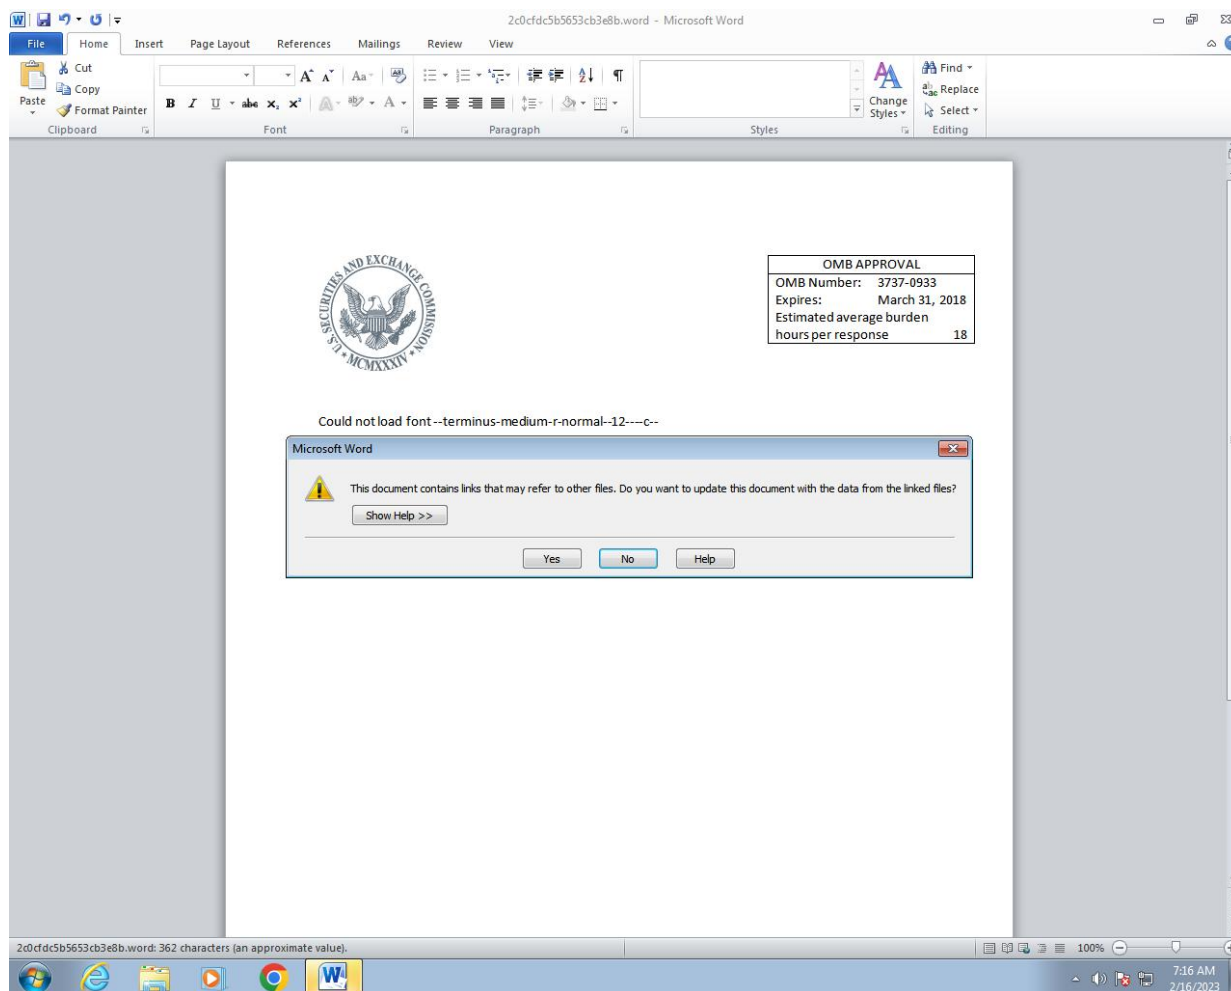 2c0cfdc5b5653cb3e8b.word - Microsoft Word
File Home Insert Page Layout References Mailings Review View
Paste
Cut
Copy
Format Painter
Clipboard
Font
Paragraph
Change Styles
Styles
Find
Replace
Select
Editing
U.S. SECURITIES AND EXCHANGE COMMISSION
MCMXXXIV
OMB APPROVAL
OMB Number: 3737-0933
Expires: March 31, 2018
Estimated average burden
hours per response 18
Could not load font --terminus-medium-r-normal--12----c--
Microsoft Word
This document contains links that may refer to other files. Do you want to update this document with the data from the linked files?
Show Help >>
Yes No Help
2c0cfdc5b5653cb3e8b.word: 362 characters (an approximate value).
100%
7:16 AM
2/16/2023